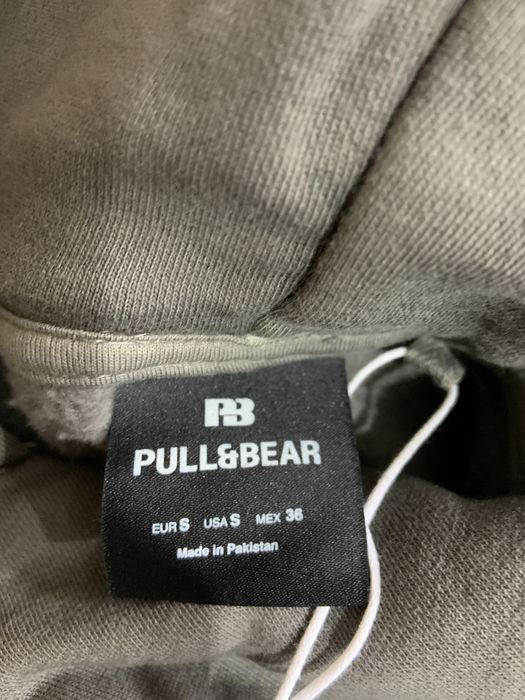 PB
PULL&BEAR
EUR S USA S MEX 36
Made in Pakistan